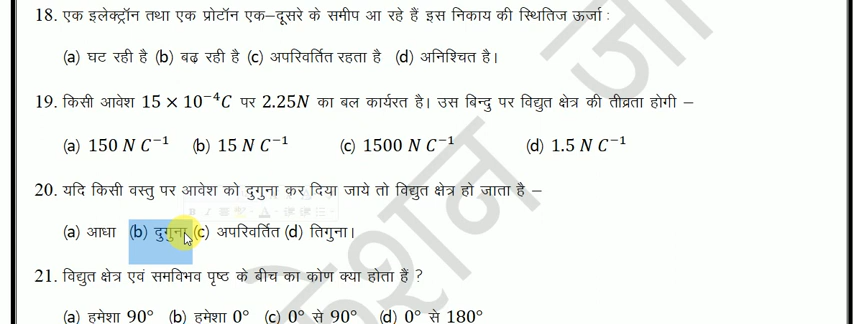 18. एक इलेक्ट्रॉन तथा एक प्रोटॉन एक–दूसरे के समीप आ रहे हैं इस निकाय की स्थितिज ऊर्जा :
(a) घट रही है (b) बढ़ रही है (c) अपरिवर्तित रहता है (d) अनिश्चित है।
19. किसी आवेश 15 × 10⁻⁴C पर 2.25N का बल कार्यरत है। उस बिन्दु पर विद्युत क्षेत्र की तीव्रता होगी –
(a) 150 N C⁻¹ (b) 15 N C⁻¹ (c) 1500 N C⁻¹ (d) 1.5 N C⁻¹
20. यदि किसी वस्तु पर आवेश को दुगुना कर दिया जाये तो विद्युत क्षेत्र हो जाता है –
(a) आधा (b) दुगुना (c) अपरिवर्तित (d) तिगुना।
21. विद्युत क्षेत्र एवं समविभव पृष्ठ के बीच का कोण क्या होता हैं ?
(a) हमेशा 90° (b) हमेशा 0° (c) 0° से 90° (d) 0° से 180°